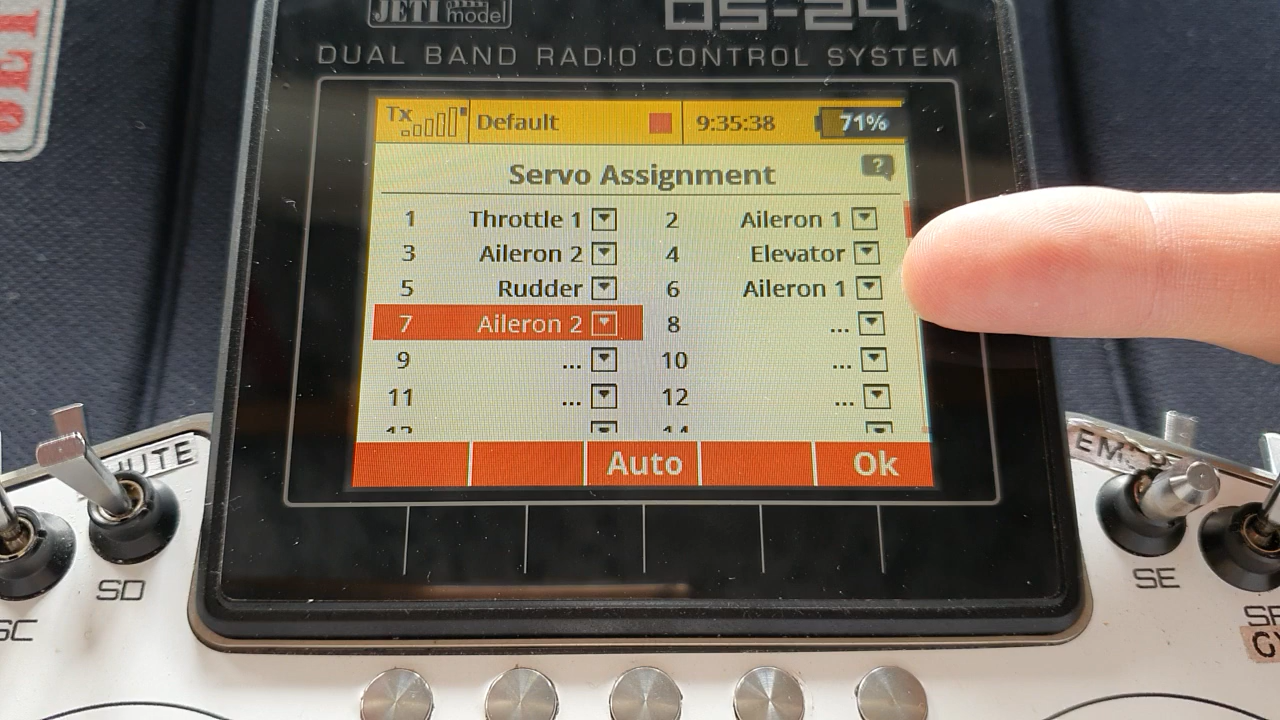 JETI model
DS-24
DUAL BAND RADIO CONTROL SYSTEM
Tx Default 9:35:38 71%
Servo Assignment ?
1 Throttle 1 2 Aileron 1
3 Aileron 2 4 Elevator
5 Rudder 6 Aileron 1
7 Aileron 2 8 ...
9 ... 10 ...
11 ... 12 ...
Auto Ok
SD
SE
SC